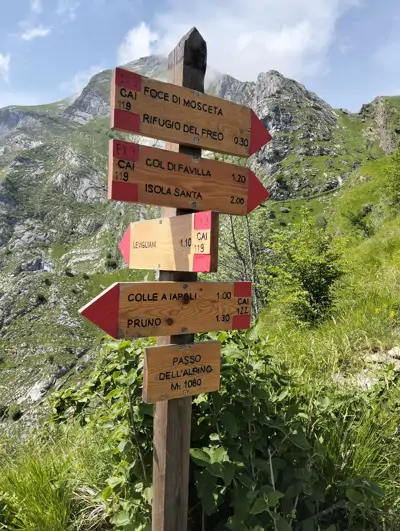 EX
CAI
119
FOCE DI MOSCETA
RIFUGIO DEL FREO 0.30
EX
CAI
119
COL DI FAVILLA 1.20
ISOLA SANTA 2.00
LEVIGLIANI 1.10
CAI
119
COLLE A IAPOLI 1.00
PRUNO 1.30
CAI
122
PASSO
DELL'ALPINO
Mt. 1080